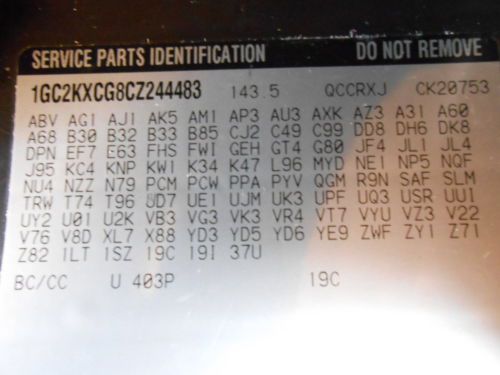 SERVICE PARTS IDENTIFICATION DO NOT REMOVE
1GC2KXCG8CZ244483 143.5 QCCRXJ CK20753
ABV AG1 AJ1 AK5 AM1 AP3 AU3 AXK AZ3 A31 A60
A68 B30 B32 B33 B85 CJ2 C49 C99 DD8 DH6 DK8
DPN EF7 E63 FHS FWI GEH GT4 G80 JF4 JL1 JL4
J95 KC4 KNP KW1 K34 K47 L96 MYD NE1 NP5 NQF
NU4 NZZ N79 PCM PCW PPA PYV QGM R9N SAF SLM
TRW T74 T96 UE1 UJM UK3 UPF UQ3 USR UU1
UY2 U01 U2K VB3 VG3 VK3 VR4 VT7 VYU VZ3 V22
V76 V8D XL7 X88 YD3 YD5 YD6 YE9 ZWF ZY1 Z71
Z82 1LT 1SZ 19C 19I 37U
BC/CC U 403P 19C